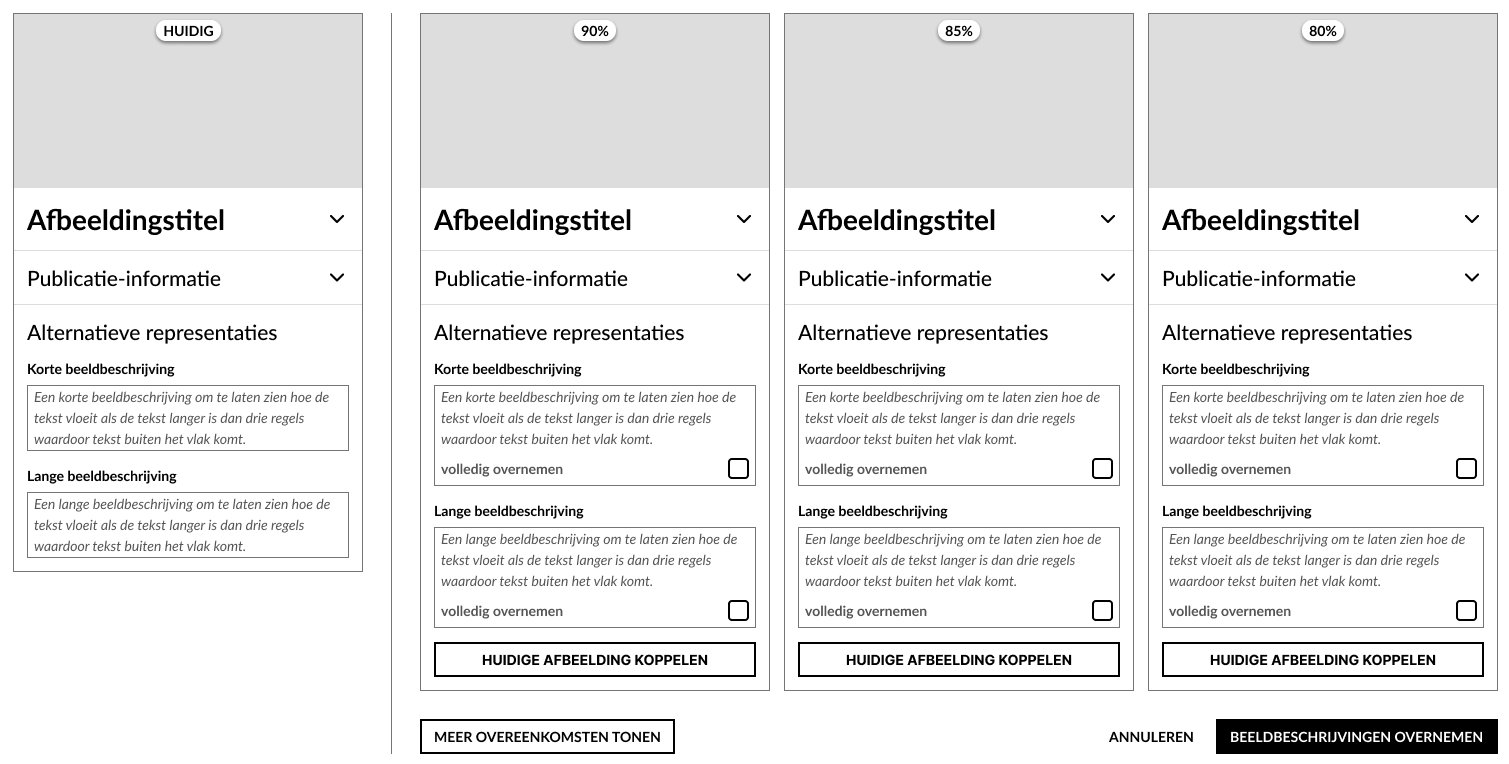 HUIDIG
Afbeeldingstitel
Publicatie-informatie
Alternatieve representaties
Korte beeldbeschrijving
Een korte beeldbeschrijving om te laten zien hoe de
tekst vloeit als de tekst langer is dan drie regels
waardoor tekst buiten het vlak komt.
Lange beeldbeschrijving
Een lange beeldbeschrijving om te laten zien hoe de
tekst vloeit als de tekst langer is dan drie regels
waardoor tekst buiten het vlak komt.
90%
Afbeeldingstitel
Publicatie-informatie
Alternatieve representaties
Korte beeldbeschrijving
Een korte beeldbeschrijving om te laten zien hoe de
tekst vloeit als de tekst langer is dan drie regels
waardoor tekst buiten het vlak komt.
volledig overnemen
Lange beeldbeschrijving
Een lange beeldbeschrijving om te laten zien hoe de
tekst vloeit als de tekst langer is dan drie regels
waardoor tekst buiten het vlak komt.
volledig overnemen
HUIDIGE AFBEELDING KOPPELEN
85%
Afbeeldingstitel
Publicatie-informatie
Alternatieve representaties
Korte beeldbeschrijving
Een korte beeldbeschrijving om te laten zien hoe de
tekst vloeit als de tekst langer is dan drie regels
waardoor tekst buiten het vlak komt.
volledig overnemen
Lange beeldbeschrijving
Een lange beeldbeschrijving om te laten zien hoe de
tekst vloeit als de tekst langer is dan drie regels
waardoor tekst buiten het vlak komt.
volledig overnemen
HUIDIGE AFBEELDING KOPPELEN
80%
Afbeeldingstitel
Publicatie-informatie
Alternatieve representaties
Korte beeldbeschrijving
Een korte beeldbeschrijving om te laten zien hoe de
tekst vloeit als de tekst langer is dan drie regels
waardoor tekst buiten het vlak komt.
volledig overnemen
Lange beeldbeschrijving
Een lange beeldbeschrijving om te laten zien hoe de
tekst vloeit als de tekst langer is dan drie regels
waardoor tekst buiten het vlak komt.
volledig overnemen
HUIDIGE AFBEELDING KOPPELEN
MEER OVEREENKOMSTEN TONEN
ANNULEREN
BEELDBESCHRIJVINGEN OVERNEMEN